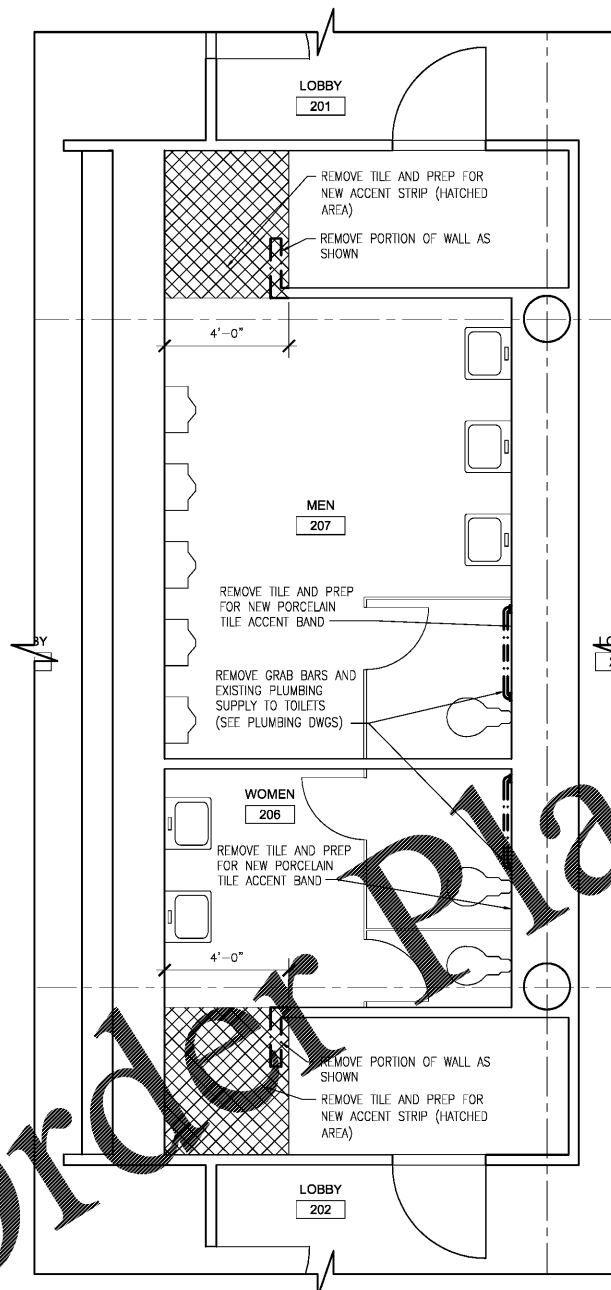 LOBBY
201
REMOVE TILE AND PREP FOR
NEW ACCENT STRIP (HATCHED
AREA)
REMOVE PORTION OF WALL AS
SHOWN
4'-0"
MEN
207
REMOVE TILE AND PREP
FOR NEW PORCELAIN
TILE ACCENT BAND
BY
REMOVE GRAB BARS AND
EXISTING PLUMBING
SUPPLY TO TOILETS
(SEE PLUMBING DWGS)
WOMEN
206
REMOVE TILE AND PREP
FOR NEW PORCELAIN
TILE ACCENT BAND
4'-0"
REMOVE PORTION OF WALL AS
SHOWN
REMOVE TILE AND PREP FOR
NEW ACCENT STRIP (HATCHED
AREA)
LOBBY
202
order Pla